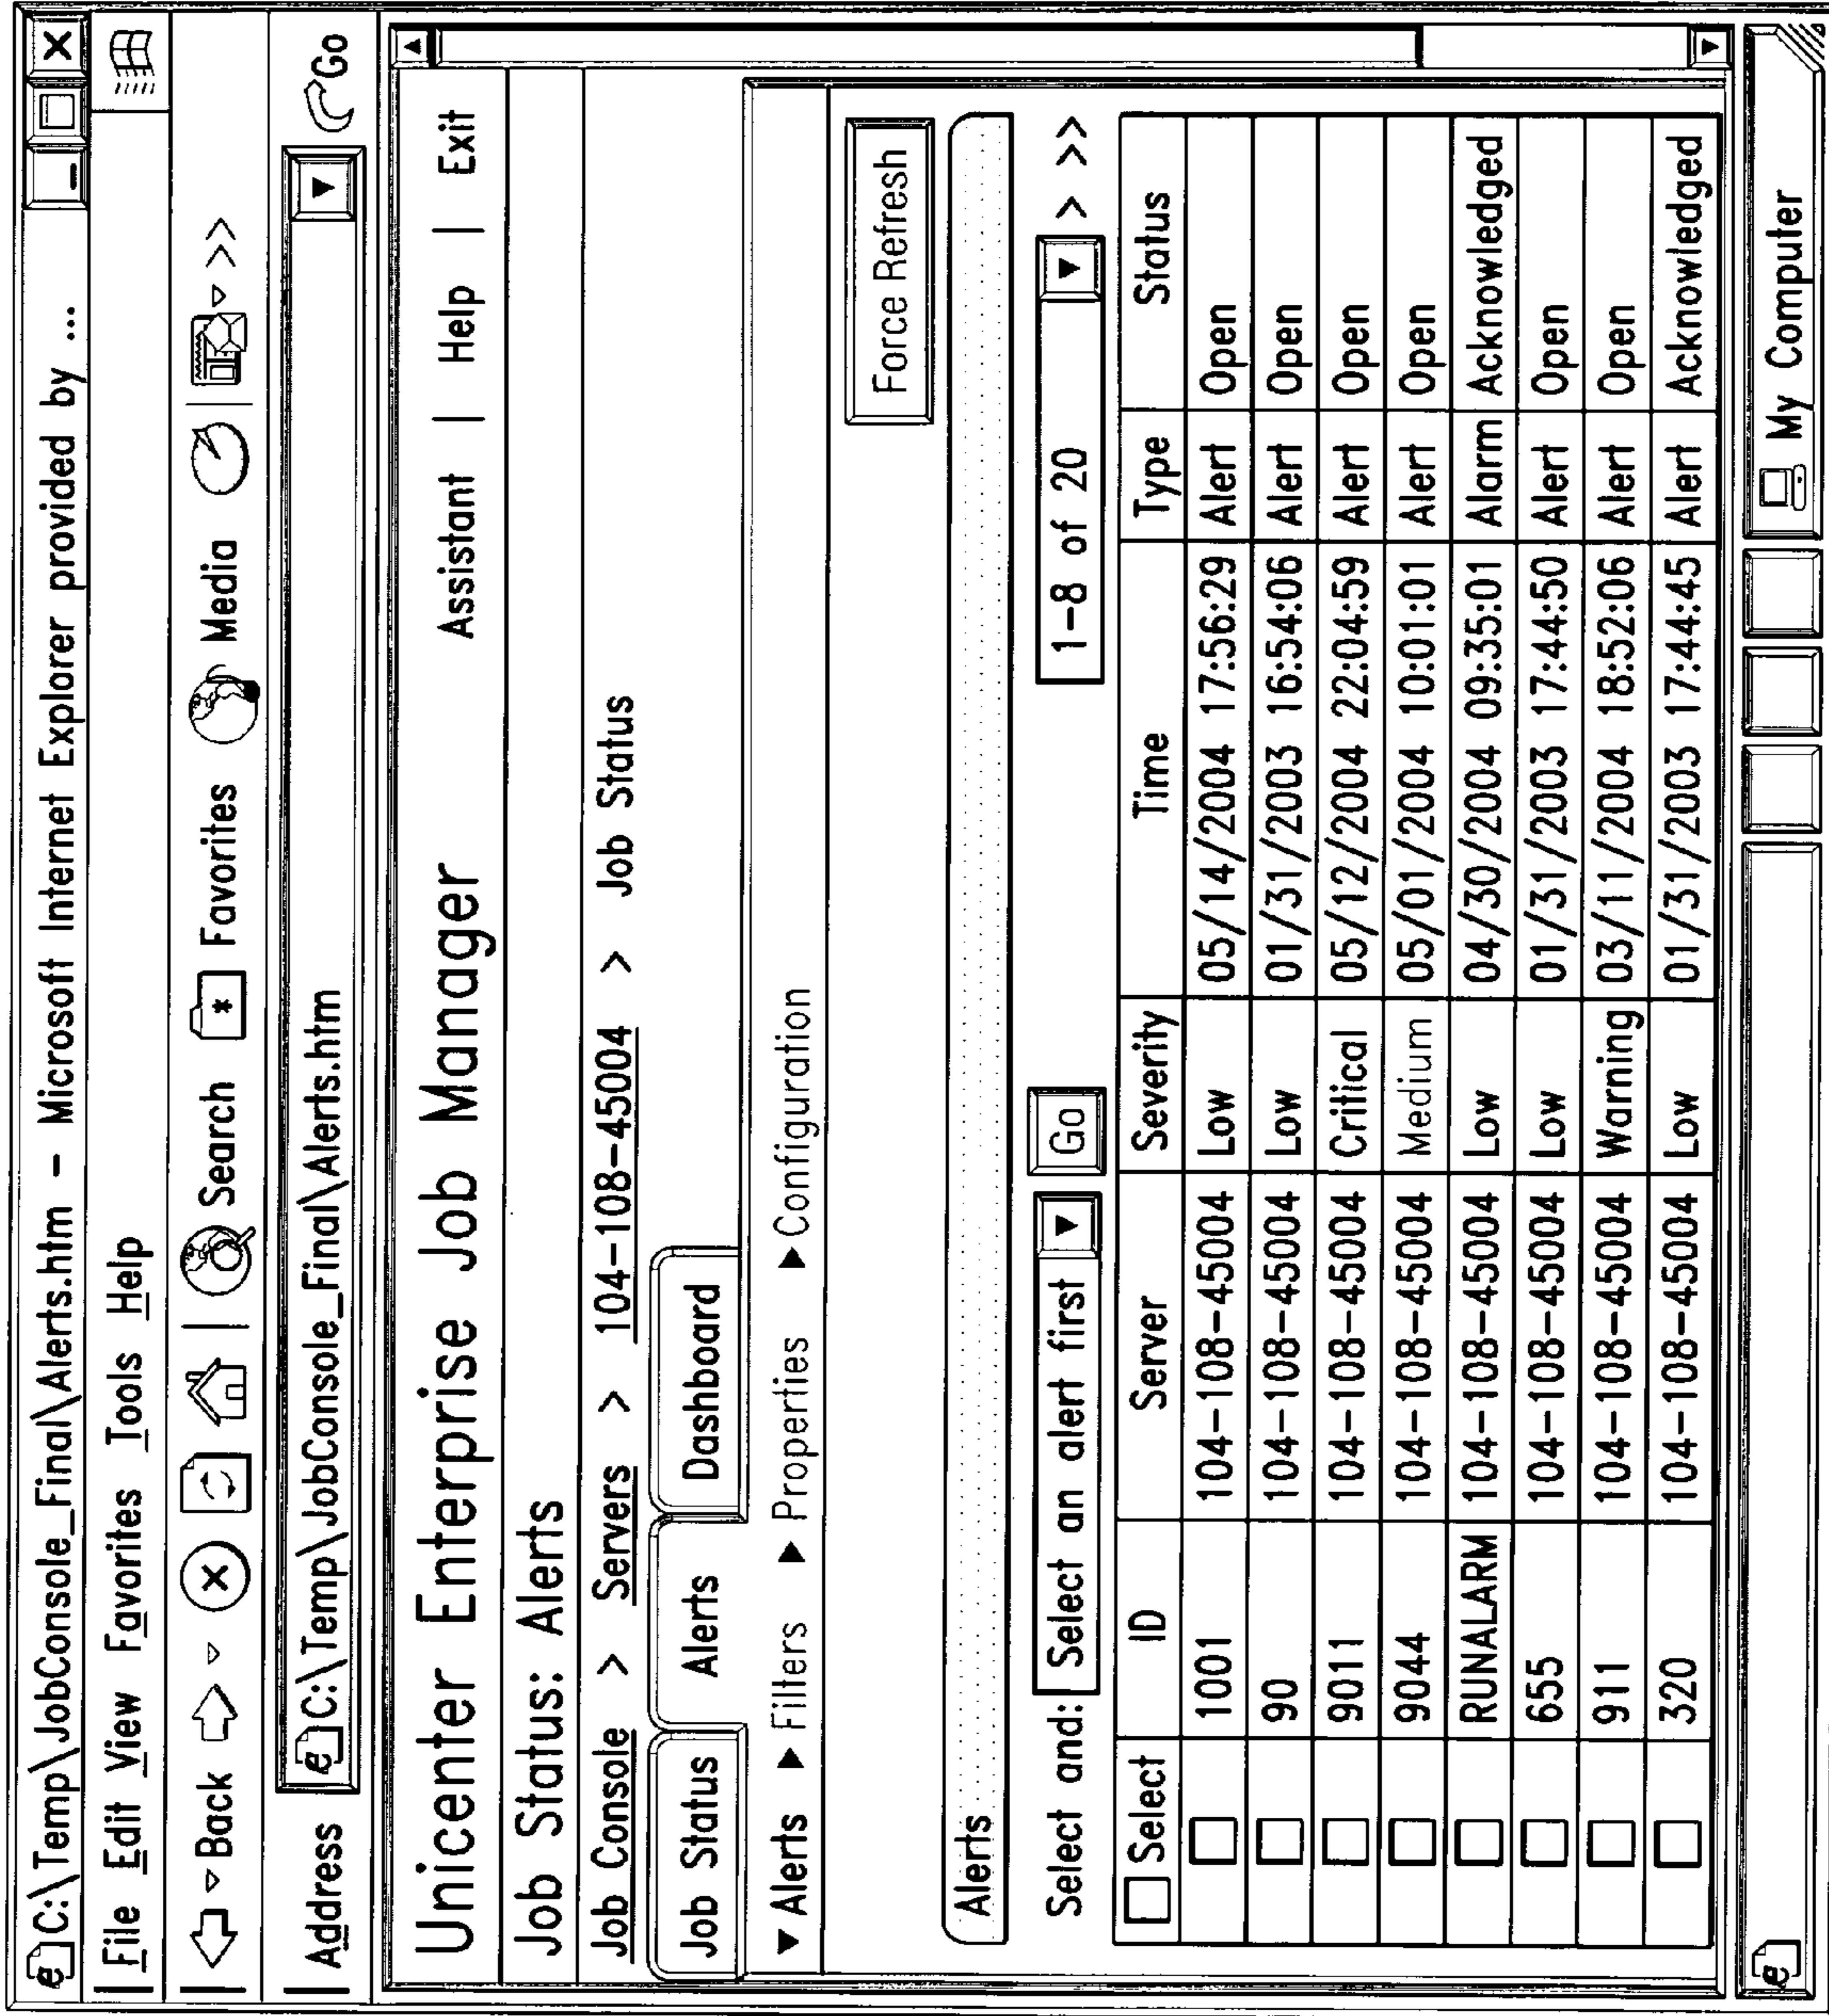 C:\Temp\JobConsole_Final\Alerts.htm – Microsoft Internet Explorer provided by ...
File Edit View Favorites Tools Help
Back Search Favorites Media >>
Address C:\Temp\JobConsole_Final\Alerts.htm Go
Unicenter Enterprise Job Manager Assistant | Help | Exit
Job Status: Alerts
Job Console > Servers > 104-108-45004 > Job Status
Job Status Alerts Dashboard
▼ Alerts ▶ Filters ▶ Properties ▶ Configuration
Force Refresh
Alerts
Select and: Select an alert first Go 1-8 of 20 > >>
Select ID Server Severity Time Type Status
1001 104-108-45004 Low 05/14/2004 17:56:29 Alert Open
90 104-108-45004 Low 01/31/2003 16:54:06 Alert Open
9011 104-108-45004 Critical 05/12/2004 22:04:59 Alert Open
9044 104-108-45004 Medium 05/01/2004 10:01:01 Alert Open
RUNALARM 104-108-45004 Low 04/30/2004 09:35:01 Alarm Acknowledged
655 104-108-45004 Low 01/31/2003 17:44:50 Alert Open
911 104-108-45004 Warning 03/11/2004 18:52:06 Alert Open
320 104-108-45004 Low 01/31/2003 17:44:45 Alert Acknowledged
My Computer